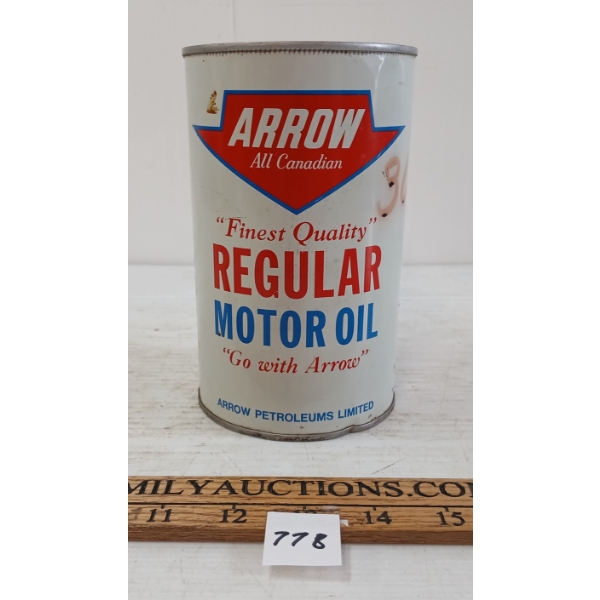 ARROW
All Canadian
"Finest Quality"
REGULAR
MOTOR OIL
"Go with Arrow"
ARROW PETROLEUMS LIMITED
MILYAUCTIONS.CO
11 12 13 14 15
778